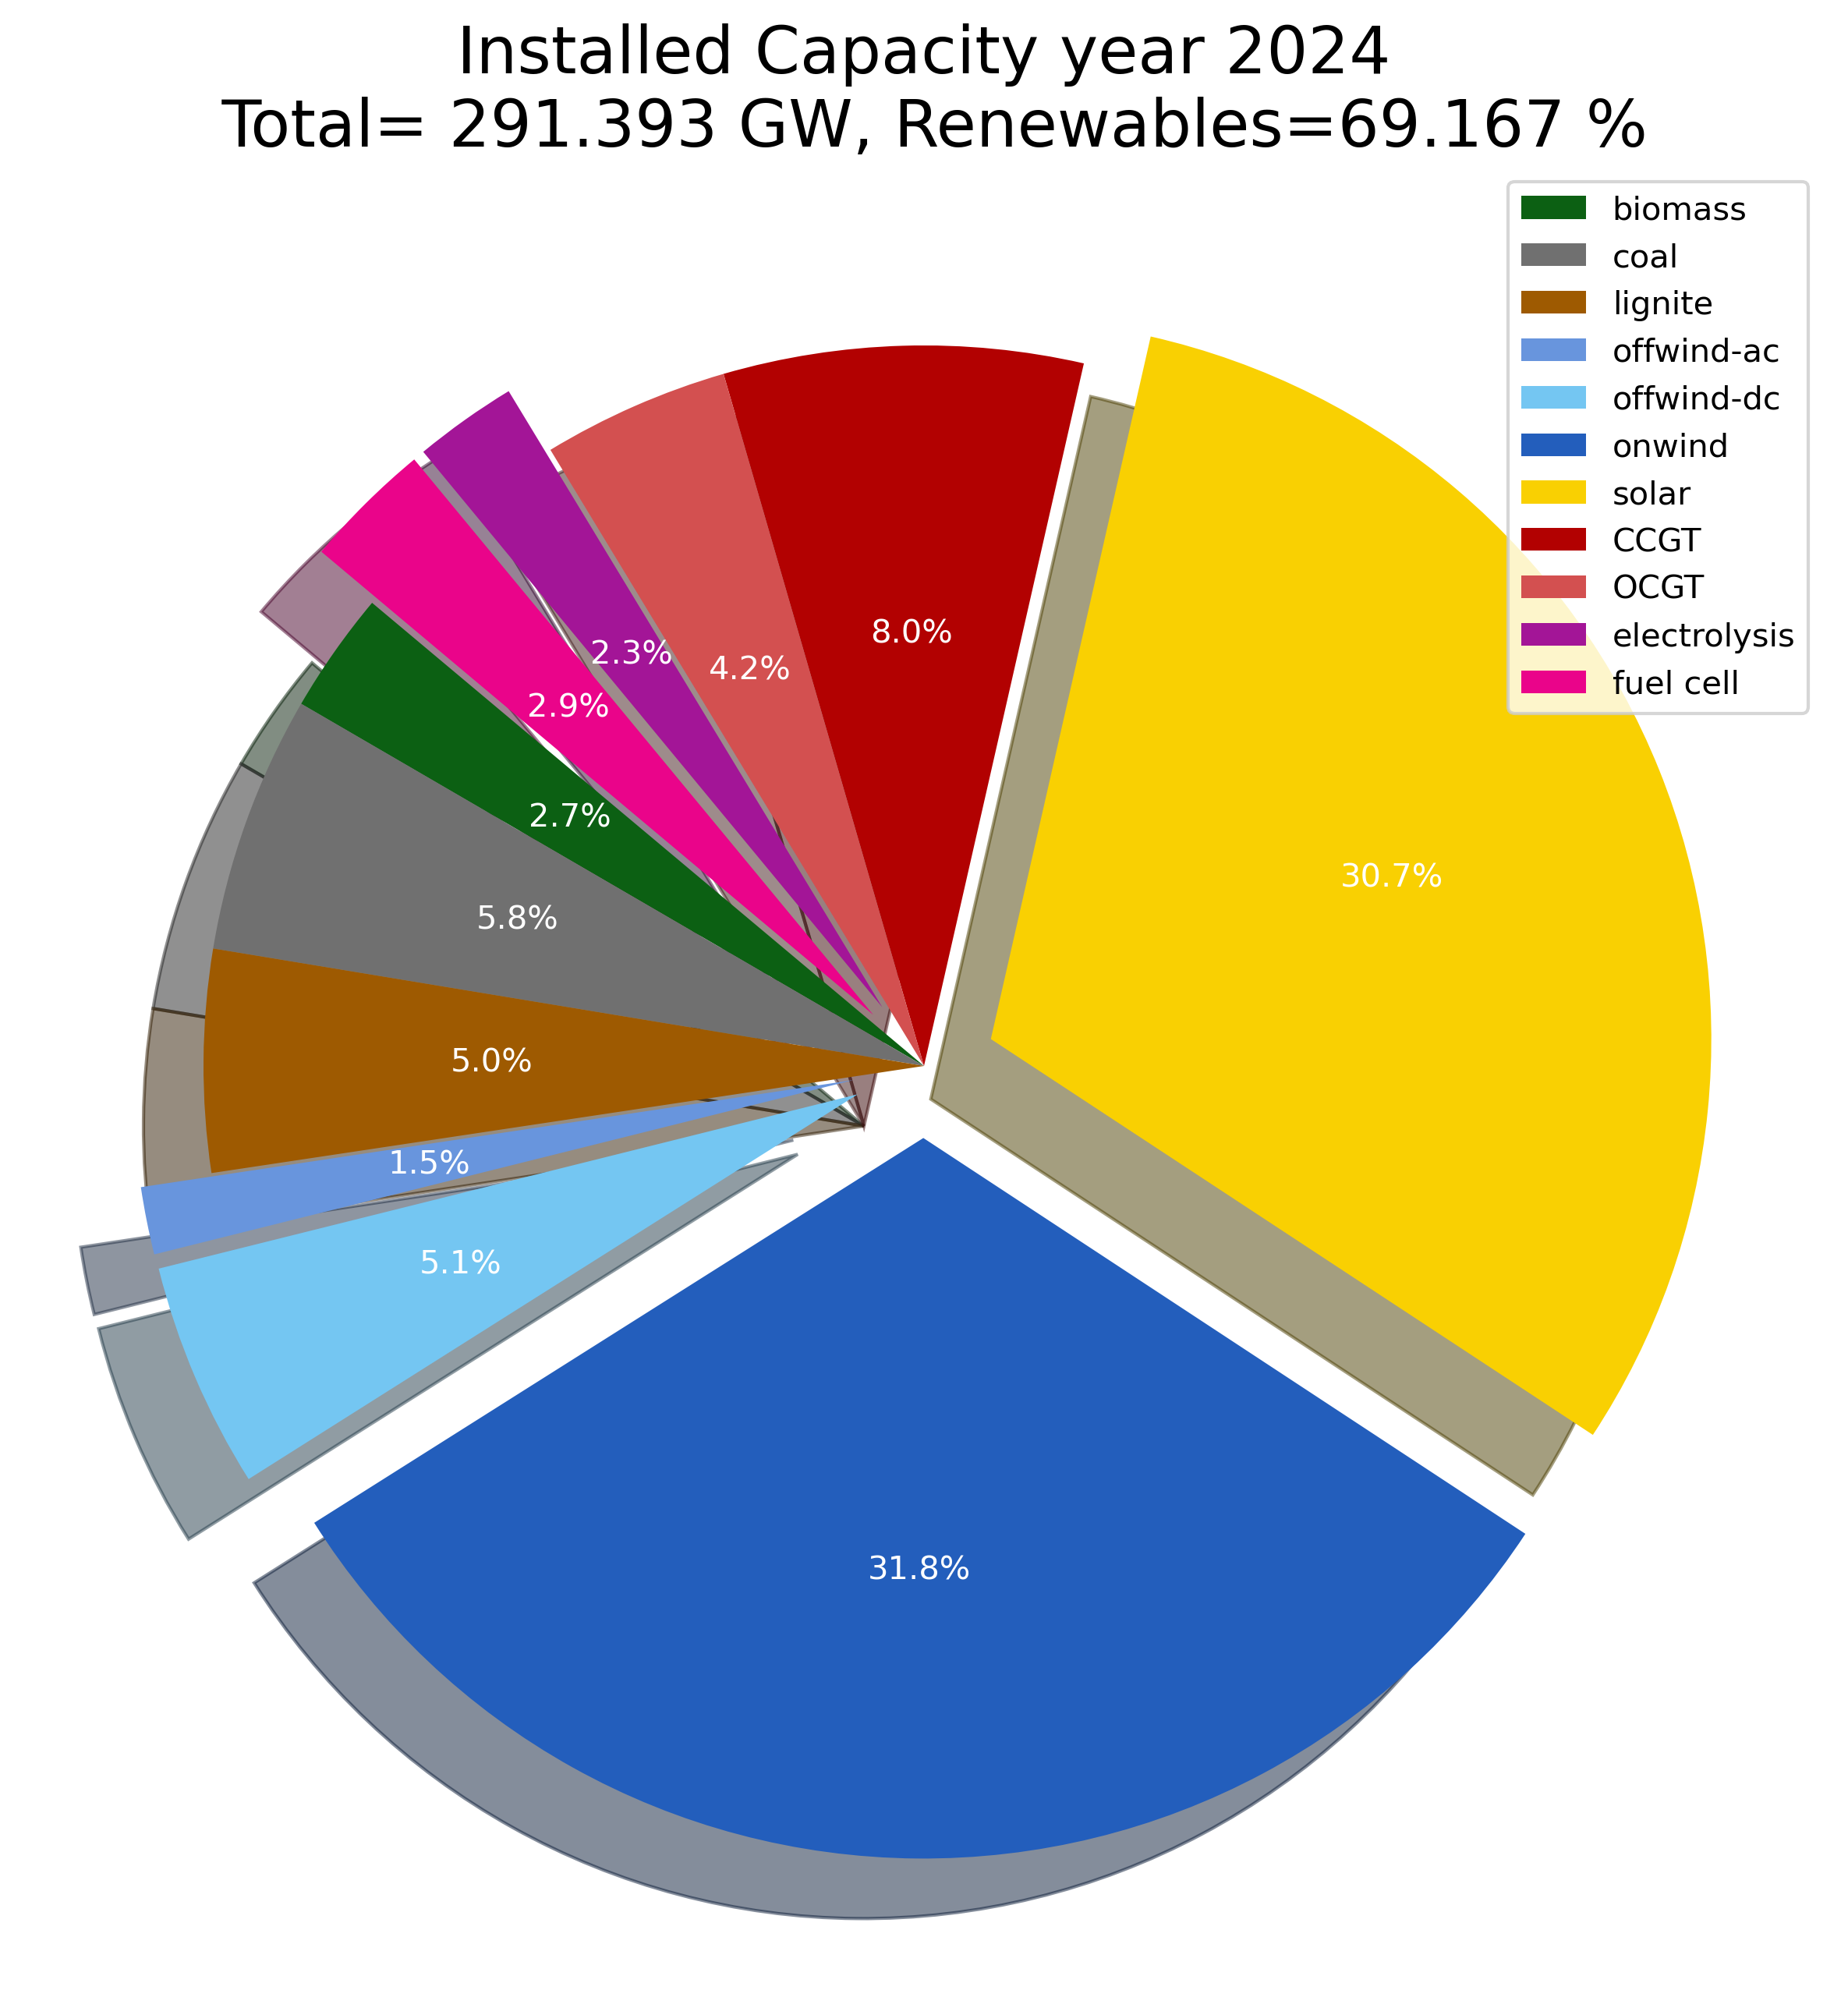 Installed Capacity year 2024
Total= 291.393 GW, Renewables=69.167 %
biomass
coal
lignite
offwind-ac
offwind-dc
onwind
solar
CCGT
OCGT
electrolysis
fuel cell
8.0%
2.3%
4.2%
2.9%
2.7%
30.7%
5.8%
5.0%
1.5%
5.1%
31.8%